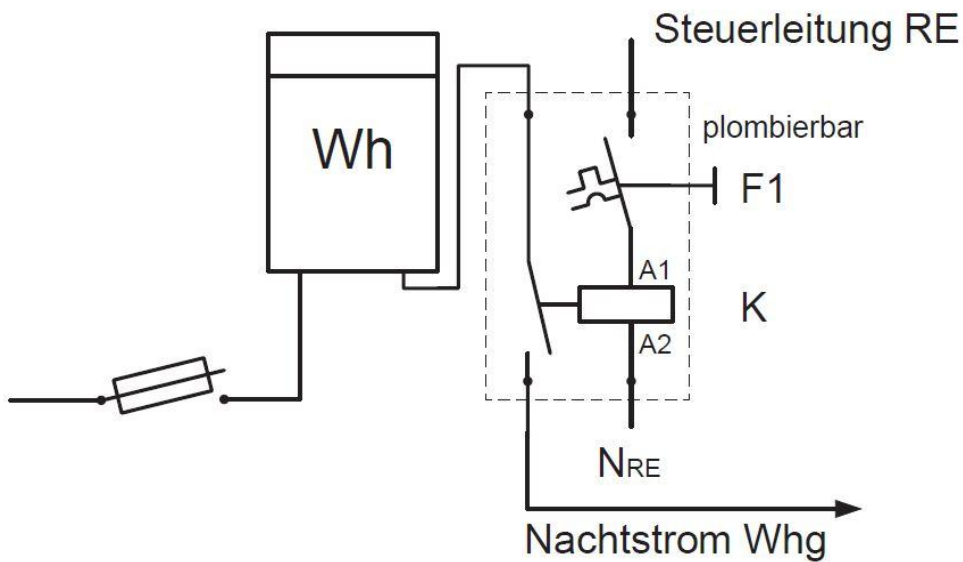 Steuerleitung RE
Wh
plombierbar
F1
A1
K
A2
NRE
Nachtstrom Whg